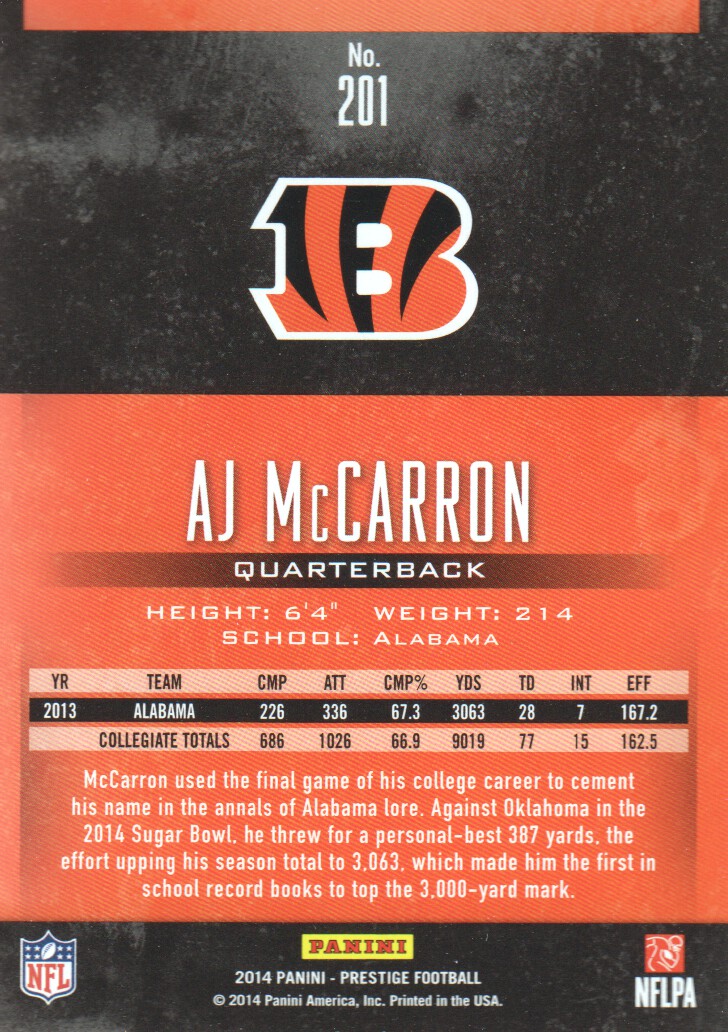 No.
201
B
AJ McCARRON
QUARTERBACK
HEIGHT: 6'4" WEIGHT: 214
SCHOOL: ALABAMA
YR TEAM CMP ATT CMP% YDS TD INT EFF
2013 ALABAMA 226 336 67.3 3063 28 7 167.2
COLLEGIATE TOTALS 686 1026 66.9 9019 77 15 162.5
McCarron used the final game of his college career to cement
his name in the annals of Alabama lore. Against Oklahoma in the
2014 Sugar Bowl, he threw for a personal-best 387 yards, the
effort upping his season total to 3,063, which made him the first in
school record books to top the 3,000-yard mark.
NFL
PANINI
2014 PANINI - PRESTIGE FOOTBALL
© 2014 Panini America, Inc. Printed in the USA.
NFLPA